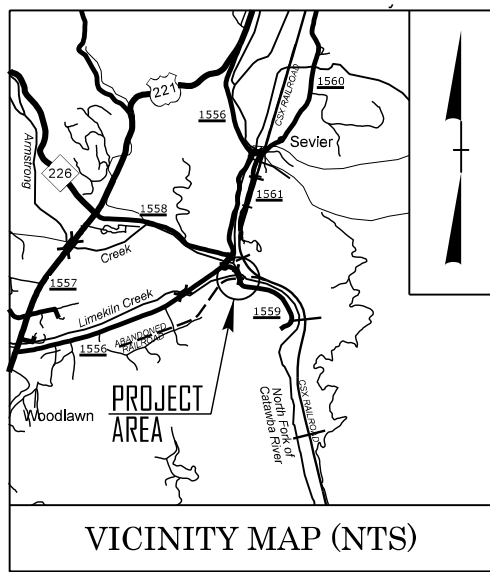 221
1560
1556
CSX RAILROAD
Sevier
Armstrong
226
1561
1558
Creek
1557
Limekiln Creek
1559
ABANDONED
RAILROAD
1556
PROJECT
AREA
Woodlawn
North Fork of
Catawba River
CSX RAILROAD
VICINITY MAP (NTS)